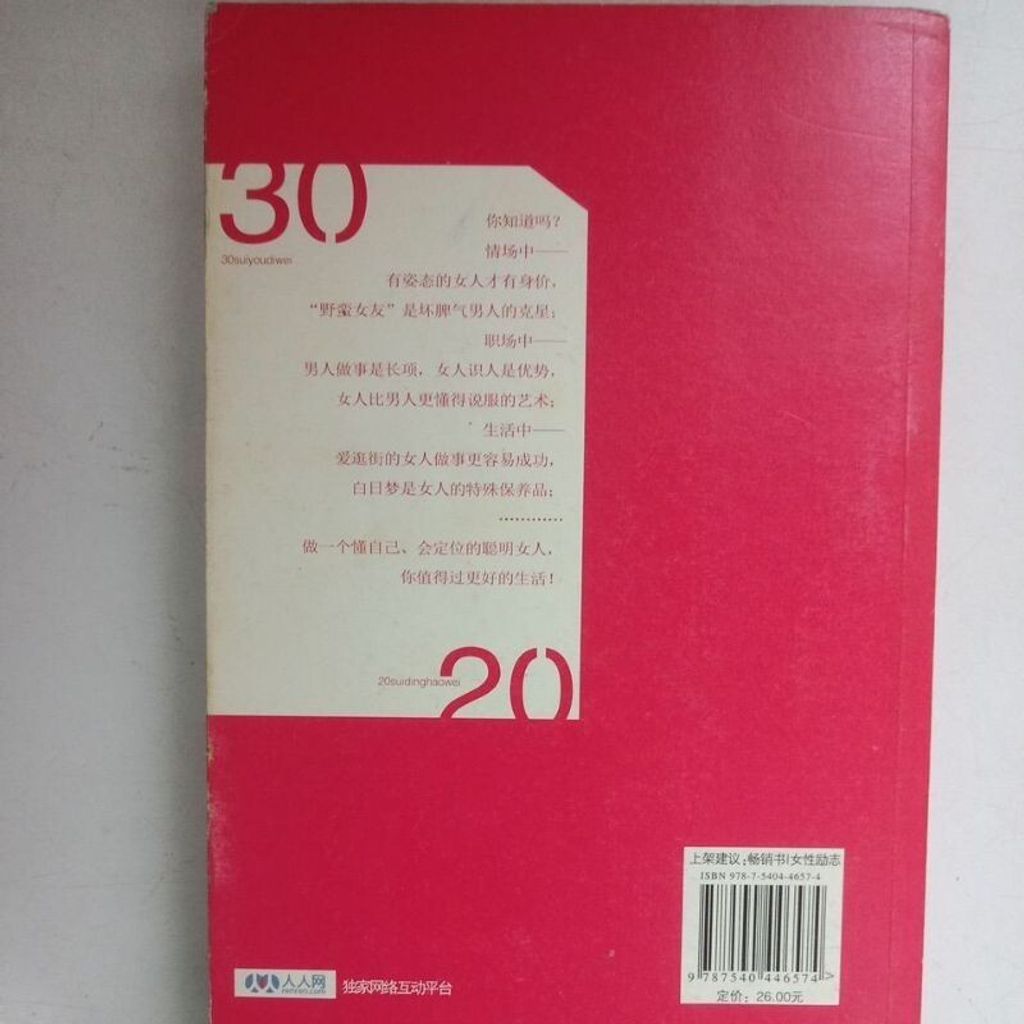 30
30suiyoudiwei
你知道吗？
情场中——
有姿态的女人才有身价，
“野蛮女友”是坏脾气男人的克星；
职场中——
男人做事是长项，女人识人是优势，
女人比男人更懂得说服的艺术；
生活中——
爱逛街的女人做事更容易成功，
白日梦是女人的特殊保养品；
…………
做一个懂自己、会定位的聪明女人，
你值得过更好的生活！
20suidinghaowei
20
上架建议：畅销书|女性励志
ISBN 978-7-5404-4657-4
9 787540 446574 >
定价：26.00元
人人网
renren.com
独家网络互动平台